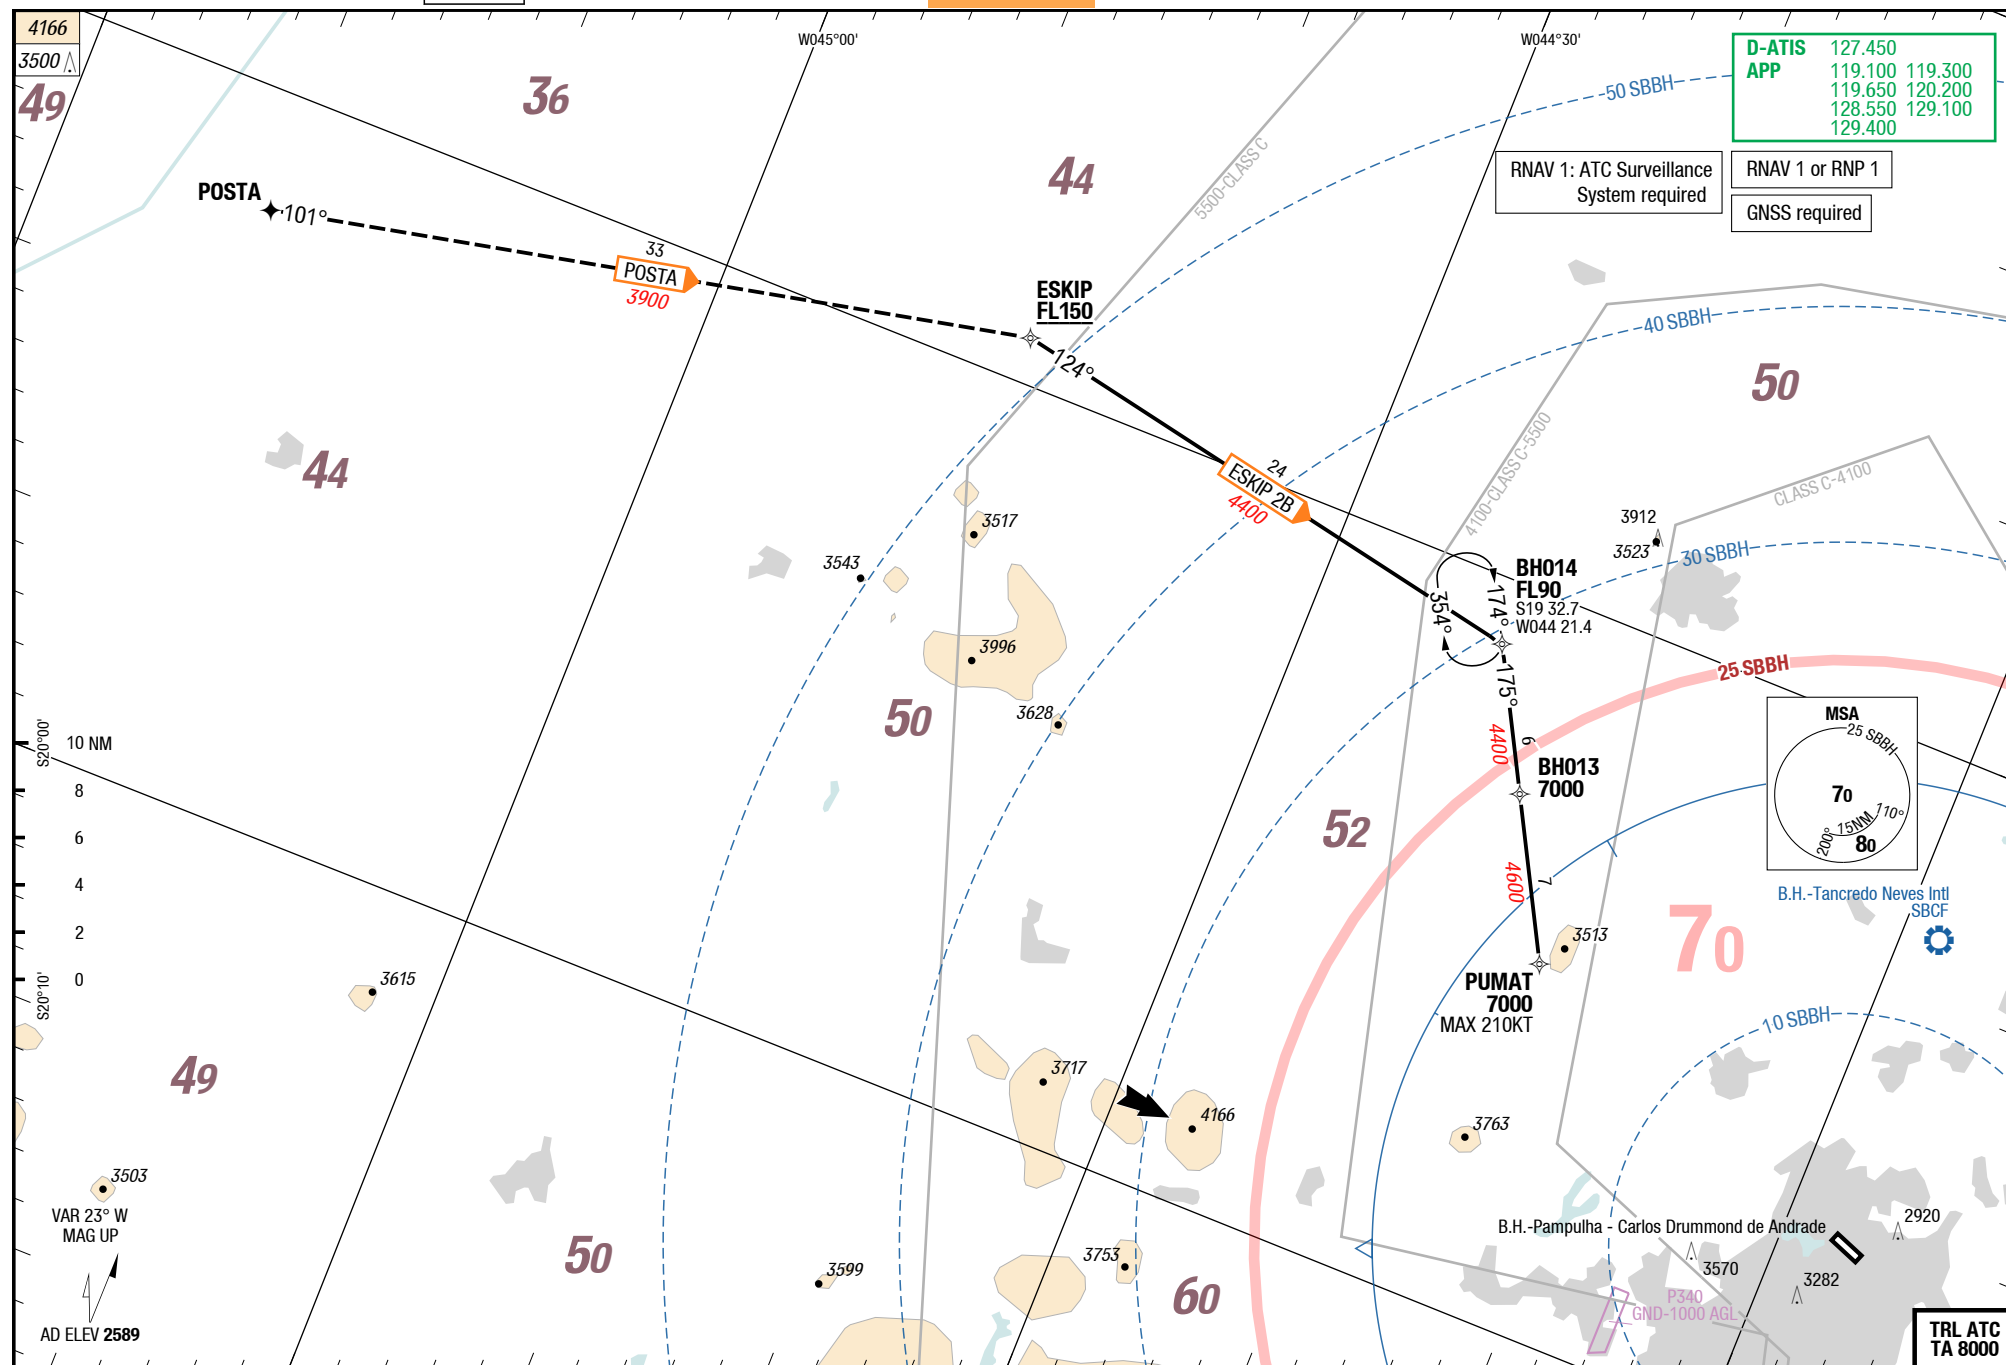 4166
3500
49
36
W045°00'
W044°30'
50 SBBH
D-ATIS 127.450
APP 119.100 119.300
119.650 120.200
128.550 129.100
129.400
RNAV 1: ATC Surveillance
System required
RNAV 1 or RNP 1
GNSS required
44
5500-CLASS C
POSTA
101°
33
POSTA
3900
ESKIP
FL150
124°
40 SBBH
50
44
24
ESKIP 2B
4400
4100-CLASS C-5500
CLASS C-4100
3912
3523
30 SBBH
3517
3543
BH014
FL90
S19 32.7
W044 21.4
354°
174°
175°
3996
25 SBBH
50
3628
S20°00'
10 NM
8
6
4
2
0
S20°10'
4400
6
BH013
7000
MSA
25 SBBH
70
110°
15NM
200°
80
52
4600
7
B.H.-Tancredo Neves Intl
SBCF
70
3513
PUMAT
7000
MAX 210KT
3615
10 SBBH
49
3717
4166
3763
3503
VAR 23° W
MAG UP
AD ELEV 2589
50
3599
3753
60
B.H.-Pampulha - Carlos Drummond de Andrade
2920
3570
3282
P340
GND-1000 AGL
TRL ATC
TA 8000